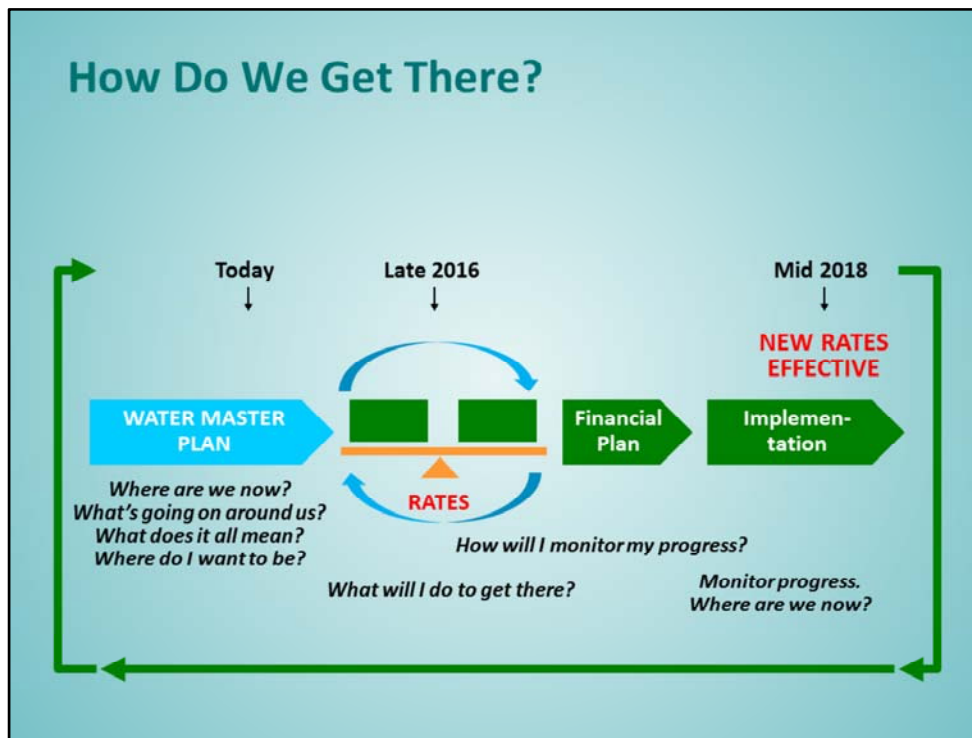 How Do We Get There?
Today
Late 2016
Mid 2018
NEW RATES
EFFECTIVE
WATER MASTER
PLAN
Financial
Plan
Implemen-
tation
RATES
Where are we now?
What's going on around us?
What does it all mean?
Where do I want to be?
How will I monitor my progress?
What will I do to get there?
Monitor progress.
Where are we now?